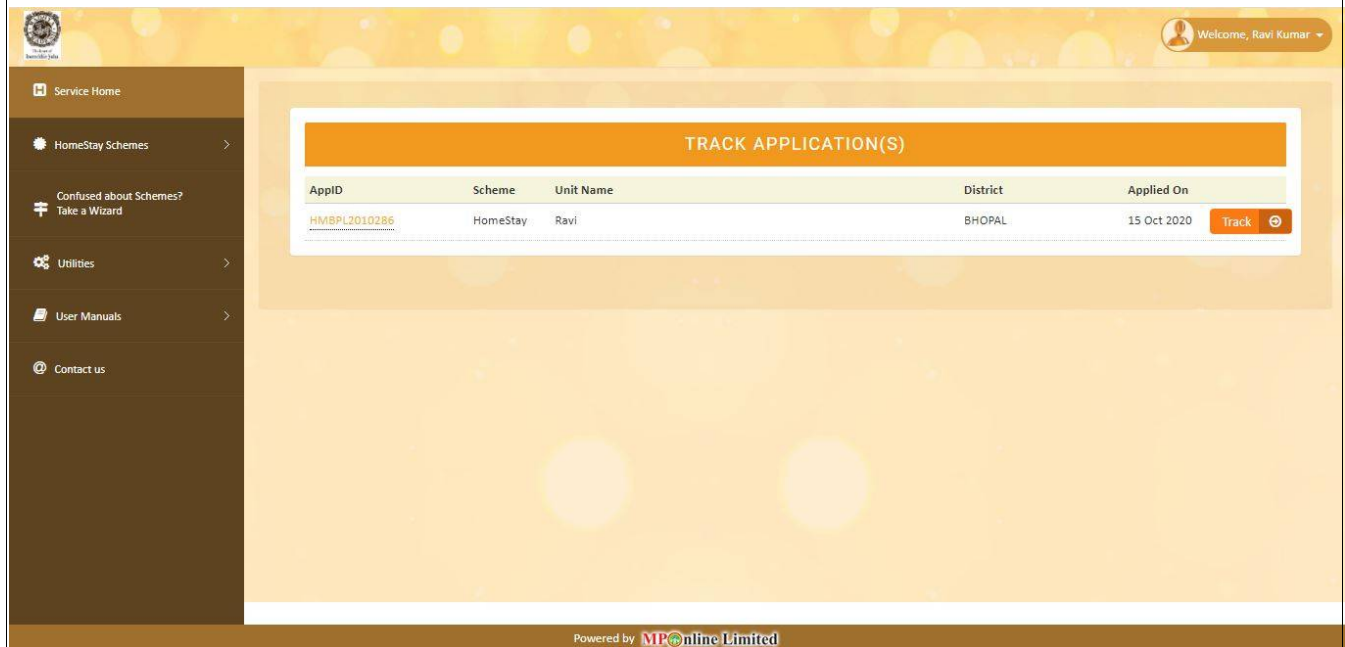 Welcome, Ravi Kumar
Service Home
HomeStay Schemes
Confused about Schemes?
Take a Wizard
Utilities
User Manuals
Contact us
TRACK APPLICATION(S)
AppID Scheme Unit Name District Applied On
HMBPL2010286 HomeStay Ravi BHOPAL 15 Oct 2020 Track
Powered by MPOnline Limited